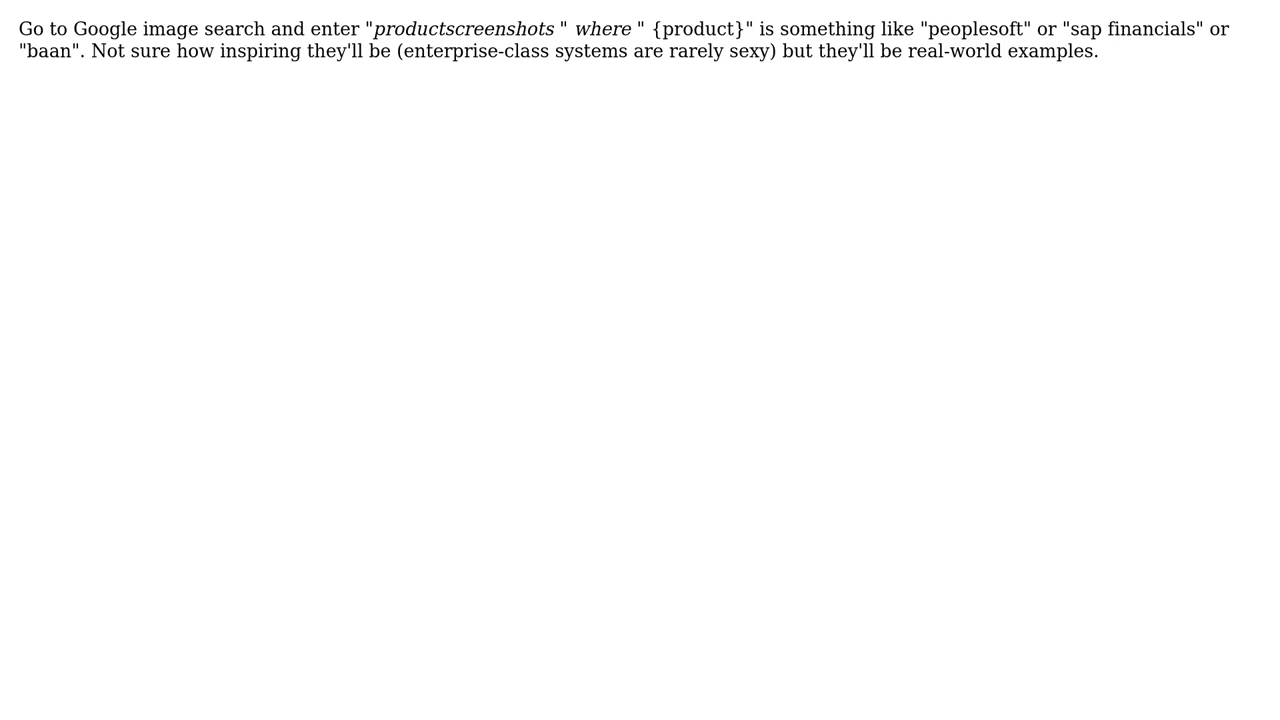 Go to Google image search and enter "productscreenshots " where " {product}" is something like "peoplesoft" or "sap financials" or
"baan". Not sure how inspiring they'll be (enterprise-class systems are rarely sexy) but they'll be real-world examples.